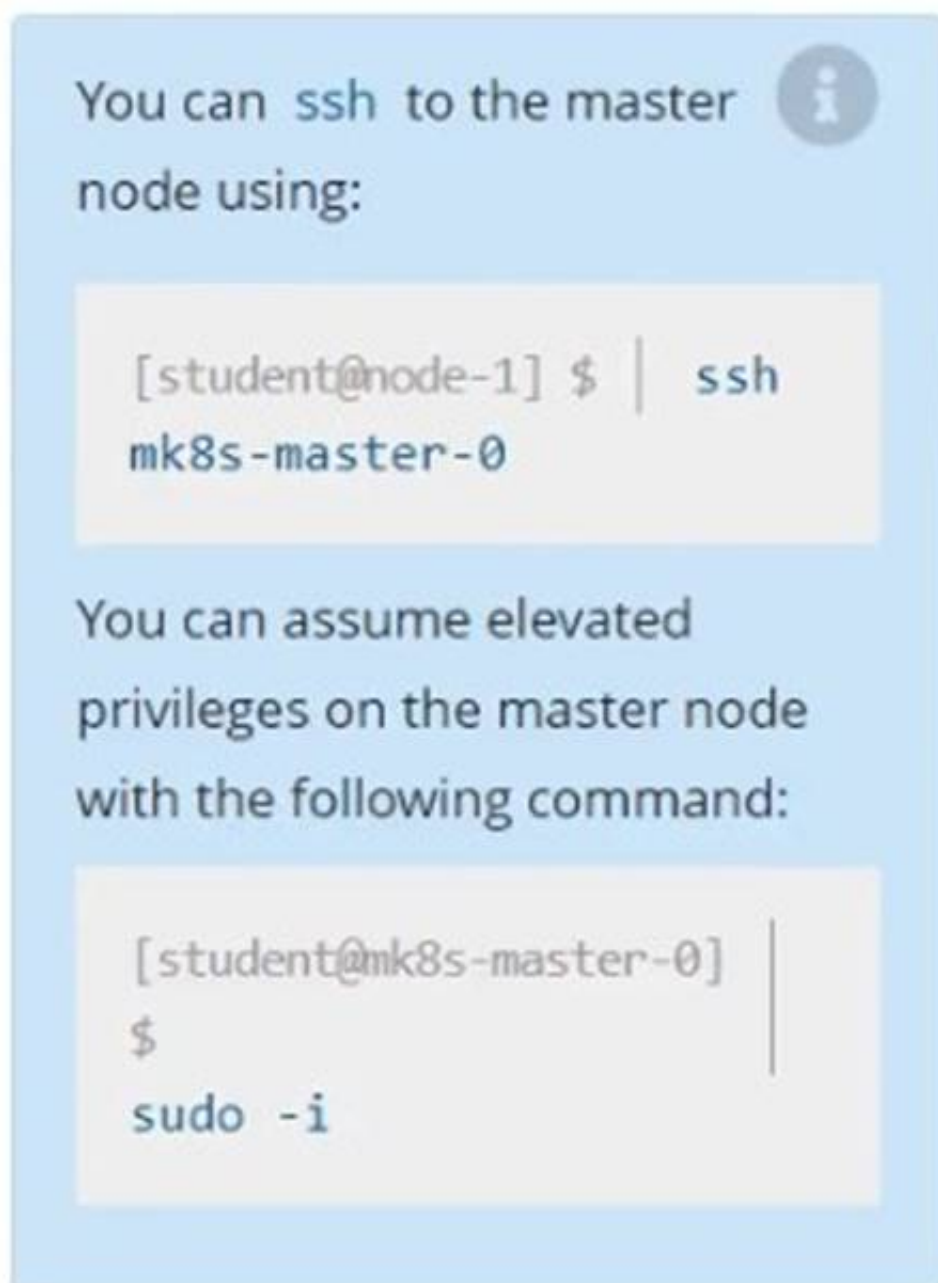 You can ssh to the master
node using:
[student@node-1] $ | ssh
mk8s-master-0
You can assume elevated
privileges on the master node
with the following command:
[student@mk8s-master-0]
$
sudo -i